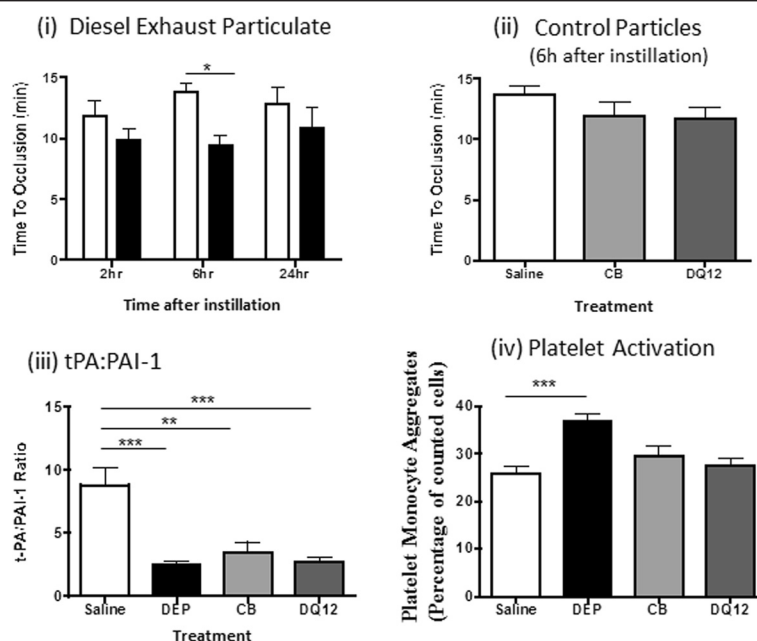 (i) Diesel Exhaust Particulate
*
15
10
5
0
Time To Occlusion (min)
2hr 6hr 24hr
Time after instillation
(ii) Control Particles
(6h after instillation)
15
10
5
0
Time To Occlusion (min)
Saline CB DQ12
Treatment
(iii) tPA:PAI-1
***
**
***
15
10
5
0
t-PA:PAI-1 Ratio
Saline DEP CB DQ12
Treatment
(iv) Platelet Activation
***
40
30
20
10
0
Platelet Monocyte Aggregates
(Percentage of counted cells)
Saline DEP CB DQ12